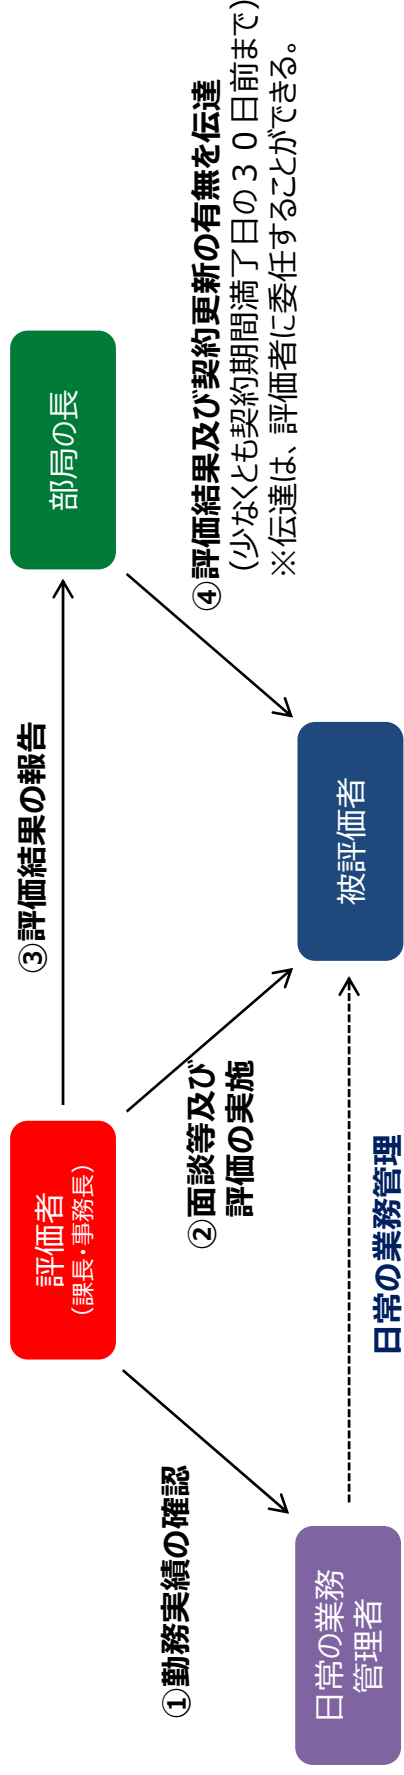 評価者
（課長・事務長）
③評価結果の報告
部局の長
①勤務実績の確認
②面談等及び
評価の実施
④評価結果及び契約更新の有無を伝達
（少なくとも契約期間満了日の３０日前まで）
※伝達は、評価者に委任することができる。
日常の業務
管理者
被評価者
日常の業務管理